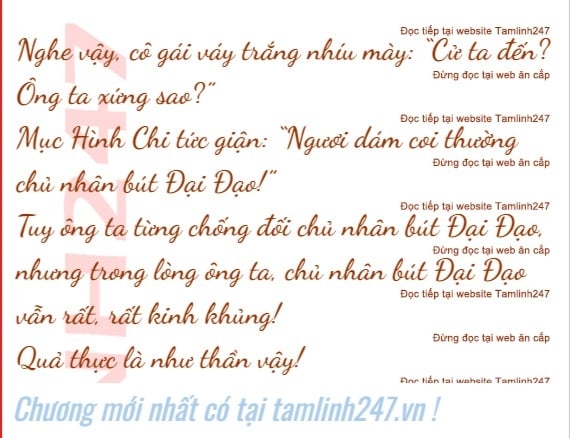 Đọc tiếp tại website Tamlinh247
Nghe vậy, cô gái váy trắng nhíu mày: “Cử ta đến?
Đừng đọc tại web ăn cắp
Ông ta xứng sao?”
Đọc tiếp tại website Tamlinh247
Mục Hình Chi tức giận: “Ngươi dám coi thường
Đừng đọc tại web ăn cắp
chủ nhân bút Đại Đạo!”
Đọc tiếp tại website Tamlinh247
Tuy ông ta từng chống đối chủ nhân bút Đại Đạo,
Đừng đọc tại web ăn cắp
nhưng trong lòng ông ta, chủ nhân bút Đại Đạo
Đọc tiếp tại website Tamlinh247
vẫn rất, rất kinh khủng!
Đừng đọc tại web ăn cắp
Quả thực là như thần vậy!
Đọc tiếp tại website Tamlinh247
NH247
Chương mới nhất có tại tamlinh247.vn !